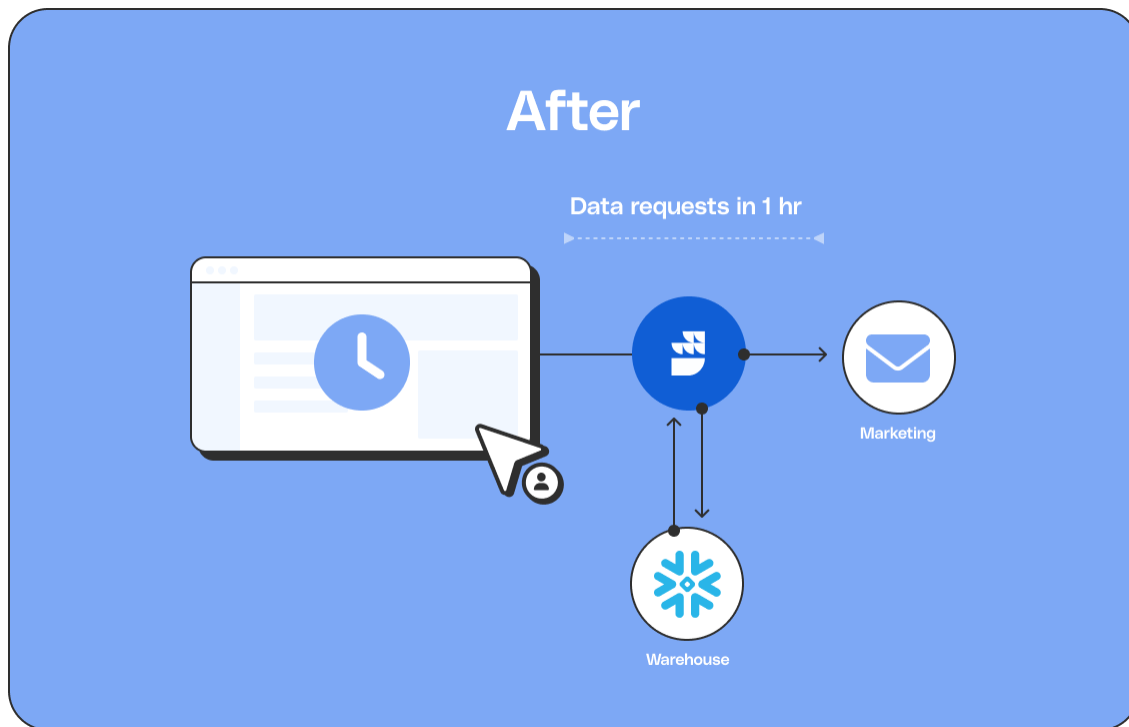 After
Data requests in 1 hr
Marketing
Warehouse